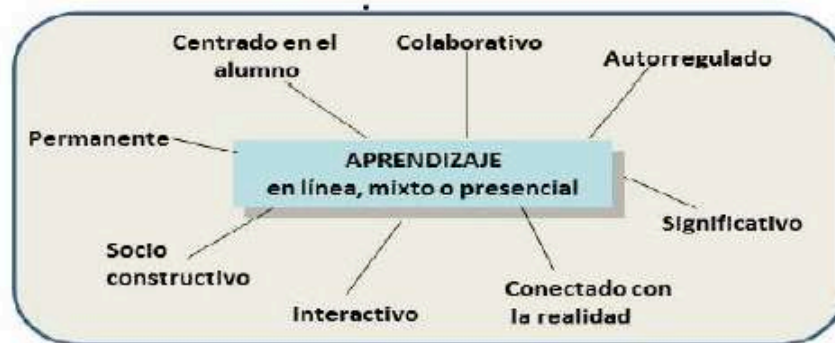 Centrado en el
alumno
Colaborativo
Autorregulado
Permanente
APRENDIZAJE
en línea, mixto o presencial
Significativo
Socio
constructivo
Interactivo
Conectado con
la realidad